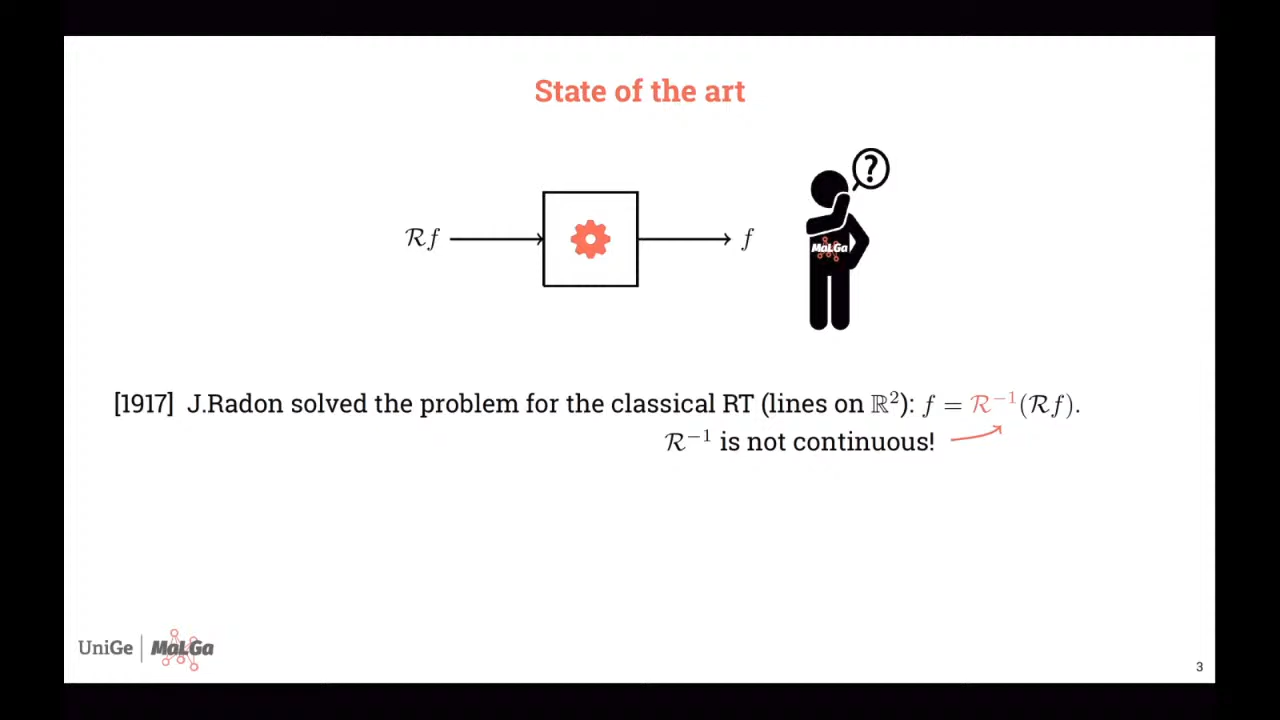 State of the art
?
ℛf
f
MaLGa
[1917] J.Radon solved the problem for the classical RT (lines on ℝ²): f = ℛ⁻¹(ℛf).
ℛ⁻¹ is not continuous!
UniGe | MaLGa
3